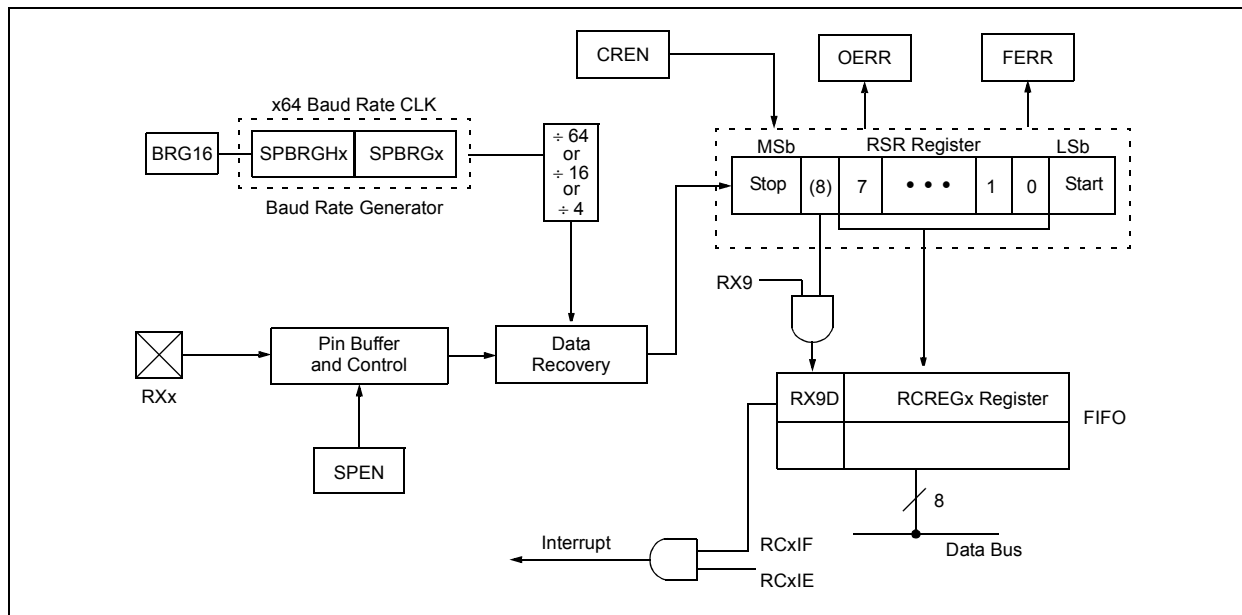 CREN
OERR
FERR
x64 Baud Rate CLK
BRG16
SPBRGHx
SPBRGx
Baud Rate Generator
÷ 64
or
÷ 16
or
÷ 4
MSb
RSR Register
LSb
Stop
(8)
7
• • •
1
0
Start
RX9
RXx
Pin Buffer
and Control
Data
Recovery
SPEN
RX9D
RCREGx Register
FIFO
8
Data Bus
Interrupt
RCxIF
RCxIE